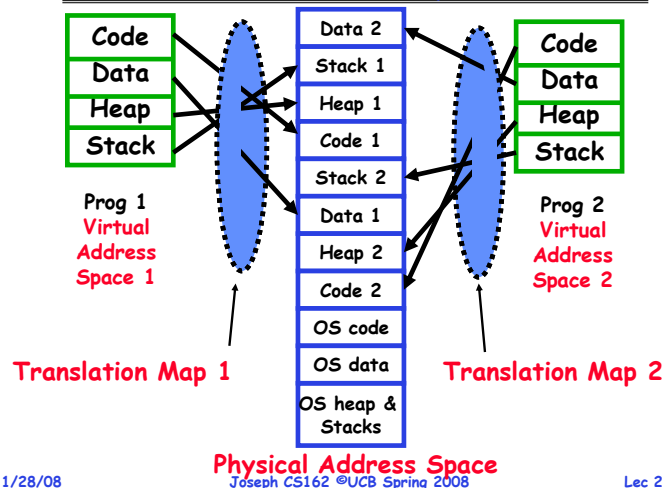 Code
Data
Heap
Stack
Prog 1
Virtual
Address
Space 1
Translation Map 1
Data 2
Stack 1
Heap 1
Code 1
Stack 2
Data 1
Heap 2
Code 2
OS code
OS data
OS heap &
Stacks
Physical Address Space
Code
Data
Heap
Stack
Prog 2
Virtual
Address
Space 2
Translation Map 2
1/28/08
Joseph CS162 ©UCB Spring 2008
Lec 2